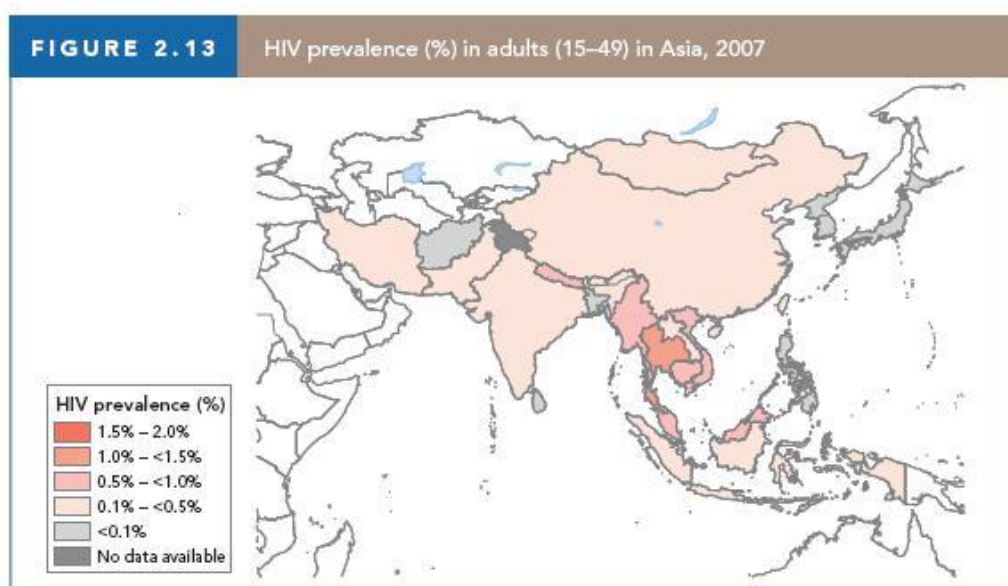 FIGURE 2.13
HIV prevalence (%) in adults (15–49) in Asia, 2007
HIV prevalence (%)
1.5% – 2.0%
1.0% – <1.5%
0.5% – <1.0%
0.1% – <0.5%
<0.1%
No data available